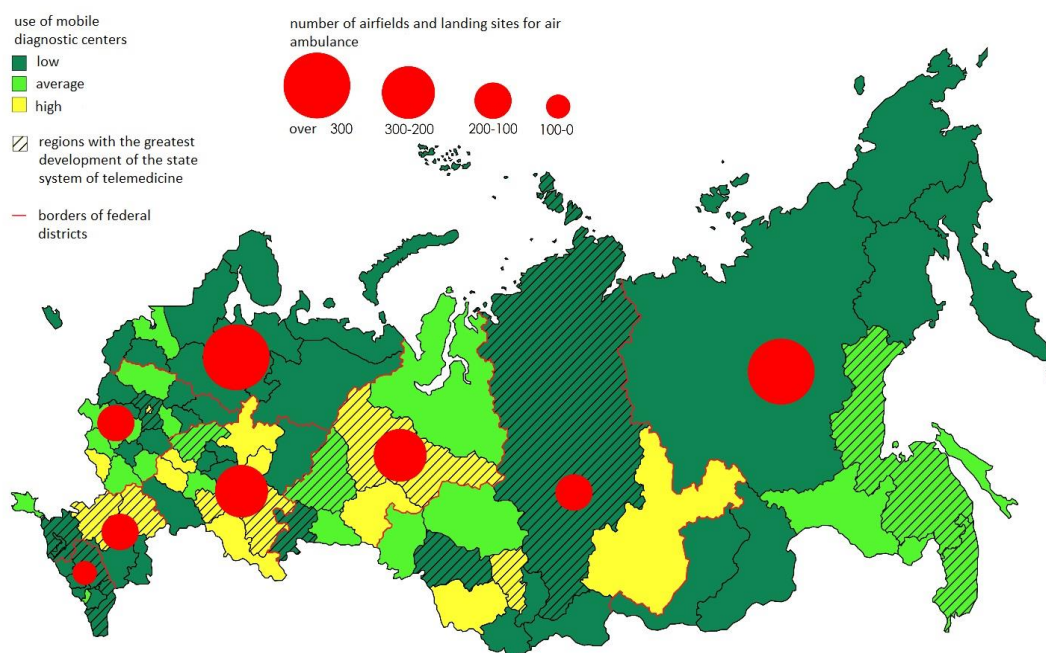 use of mobile
diagnostic centers
low
average
high
regions with the greatest
development of the state
system of telemedicine
borders of federal
districts
number of airfields and landing sites for air
ambulance
over 300
300-200
200-100
100-0